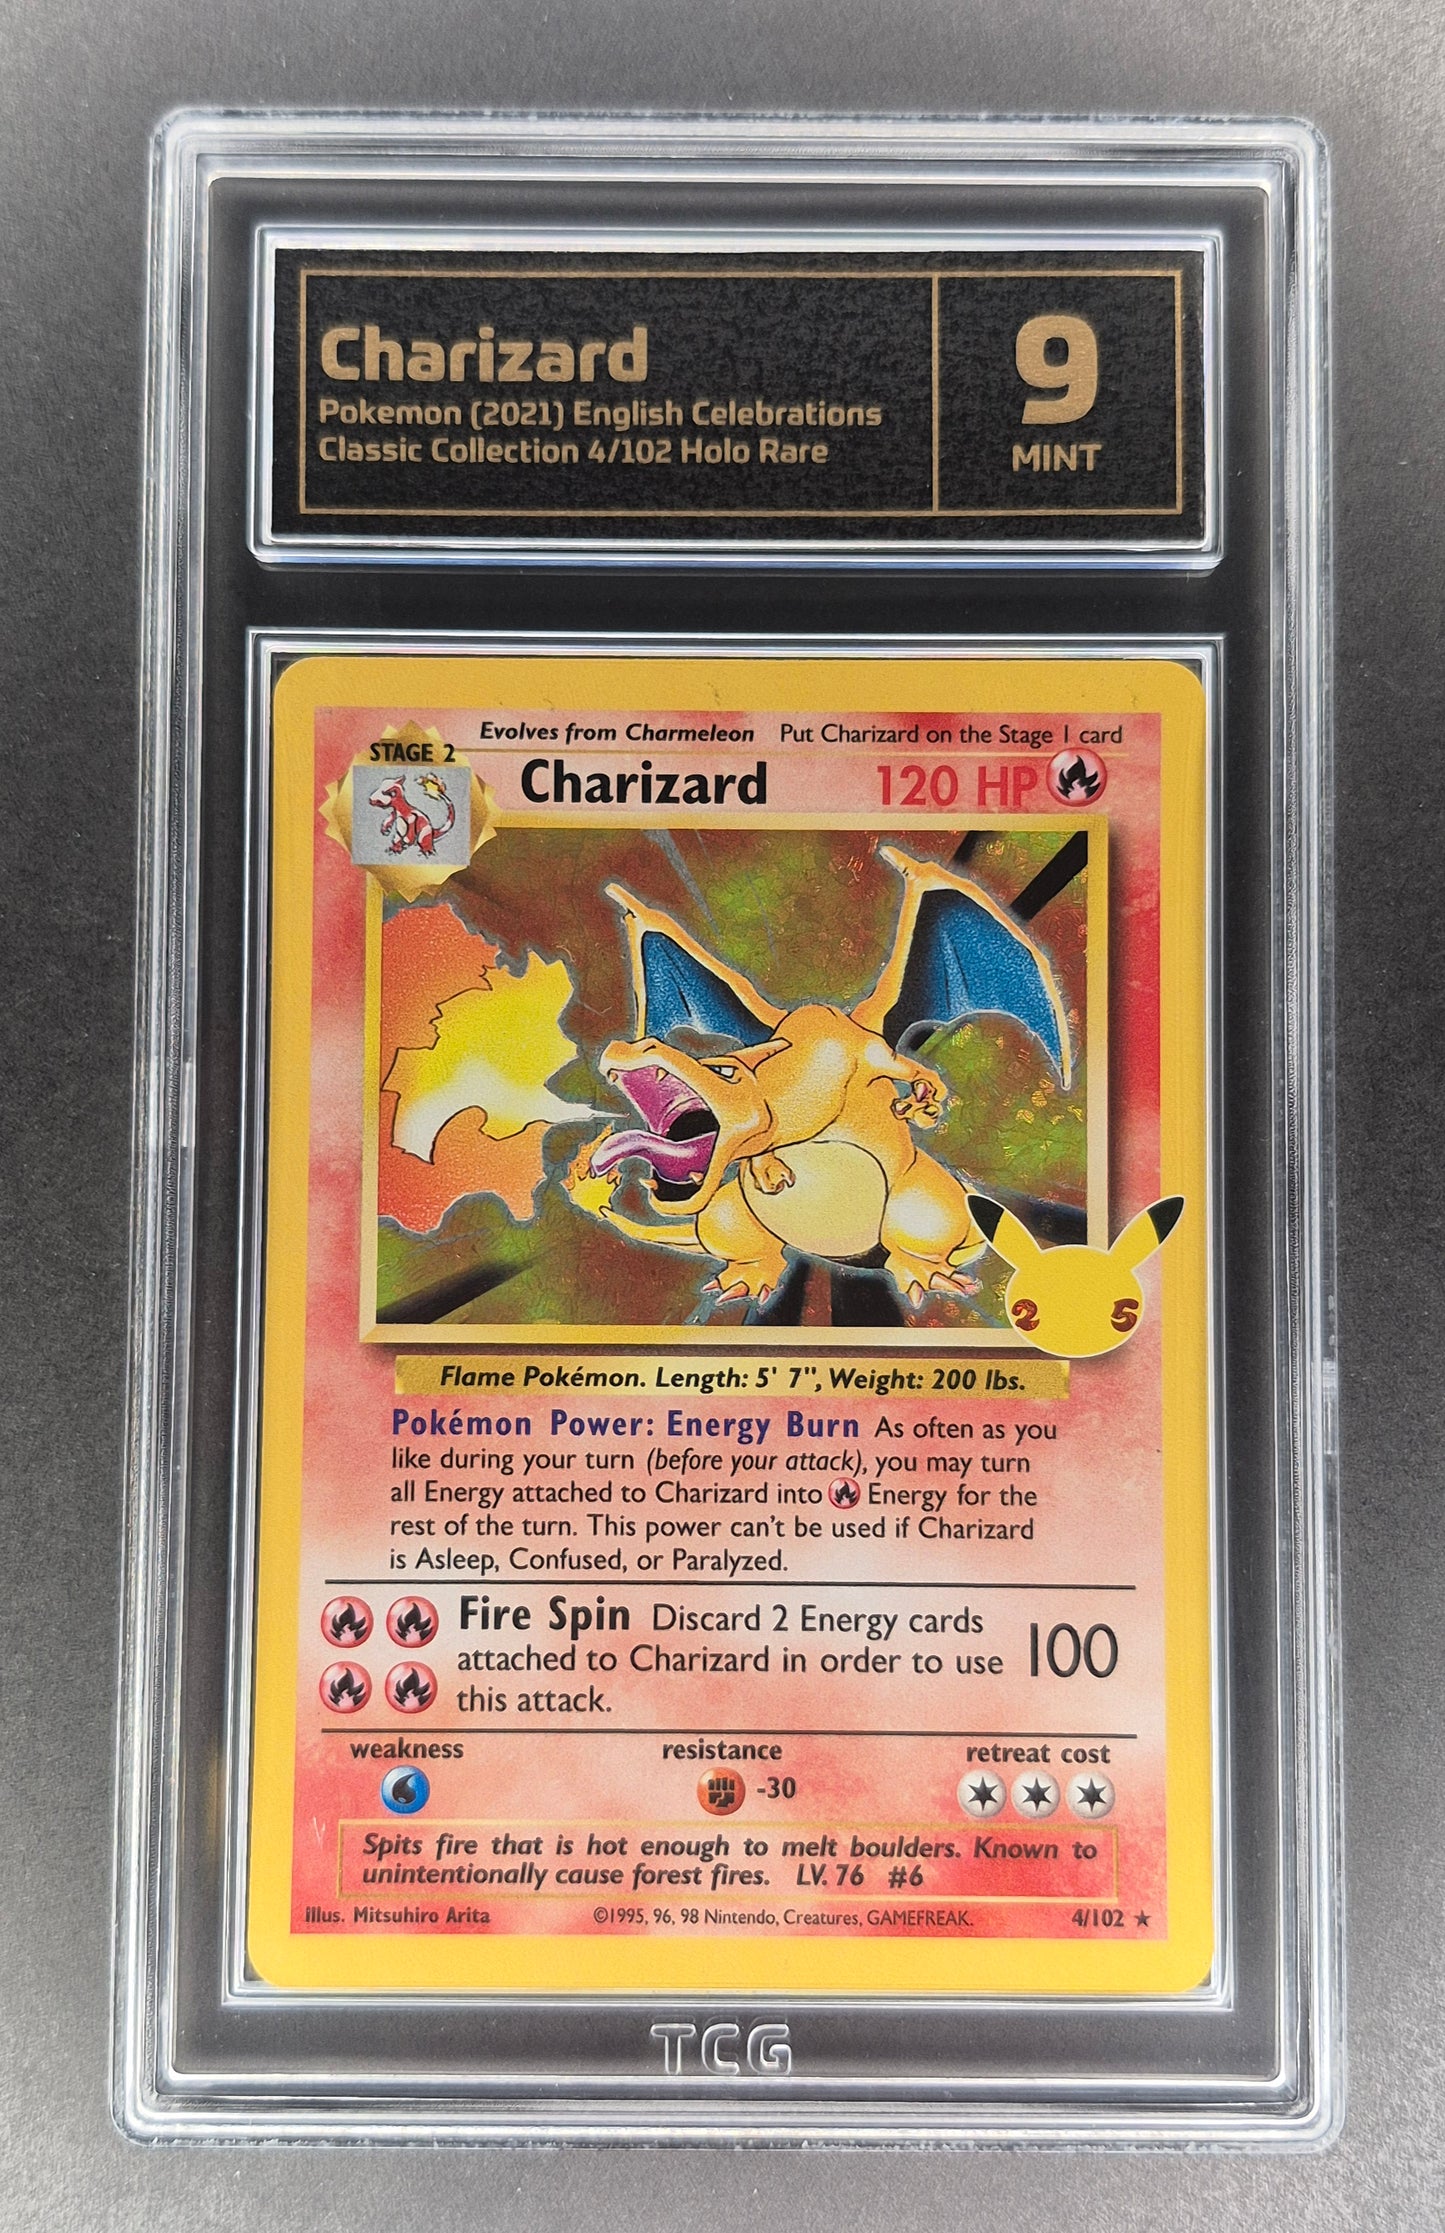 Charizard
Pokemon (2021) English Celebrations
Classic Collection 4/102 Holo Rare
9
MINT
Evolves from Charmeleon Put Charizard on the Stage 1 card
STAGE 2
Charizard 120 HP
2 5
Flame Pokémon. Length: 5' 7", Weight: 200 lbs.
Pokémon Power: Energy Burn As often as you
like during your turn (before your attack), you may turn
all Energy attached to Charizard into Energy for the
rest of the turn. This power can't be used if Charizard
is Asleep, Confused, or Paralyzed.
Fire Spin Discard 2 Energy cards
attached to Charizard in order to use 100
this attack.
weakness resistance retreat cost
-30
Spits fire that is hot enough to melt boulders. Known to
unintentionally cause forest fires. LV. 76 #6
Illus. Mitsuhiro Arita ©1995, 96, 98 Nintendo, Creatures, GAMEFREAK. 4/102 ★
TCG